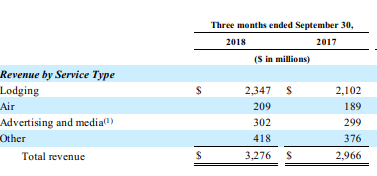 Three months ended September 30,
2018 2017
($ in millions)
Revenue by Service Type
Lodging $ 2,347 $ 2,102
Air 209 189
Advertising and media(1) 302 299
Other 418 376
Total revenue $ 3,276 $ 2,966